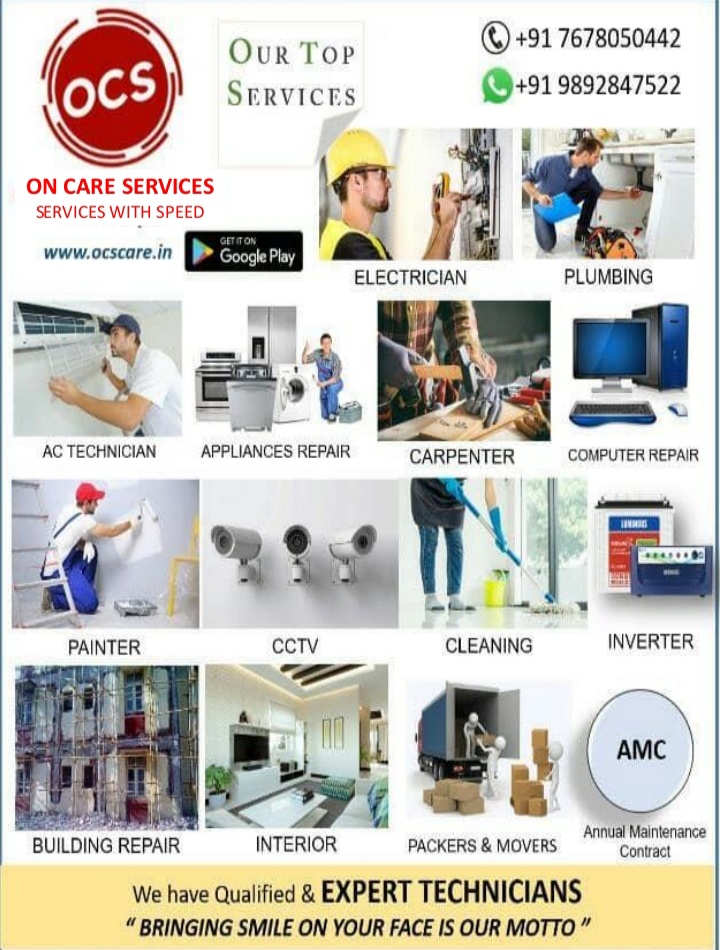 OCS
OUR TOP
SERVICES
+91 7678050442
+91 9892847522
ON CARE SERVICES
SERVICES WITH SPEED
www.ocscare.in
GET IT ON
Google Play
ELECTRICIAN
PLUMBING
AC TECHNICIAN
APPLIANCES REPAIR
CARPENTER
COMPUTER REPAIR
LUMINOUS
PAINTER
CCTV
CLEANING
INVERTER
BUILDING REPAIR
INTERIOR
PACKERS & MOVERS
AMC
Annual Maintenance
Contract
We have Qualified & EXPERT TECHNICIANS
“ BRINGING SMILE ON YOUR FACE IS OUR MOTTO ”